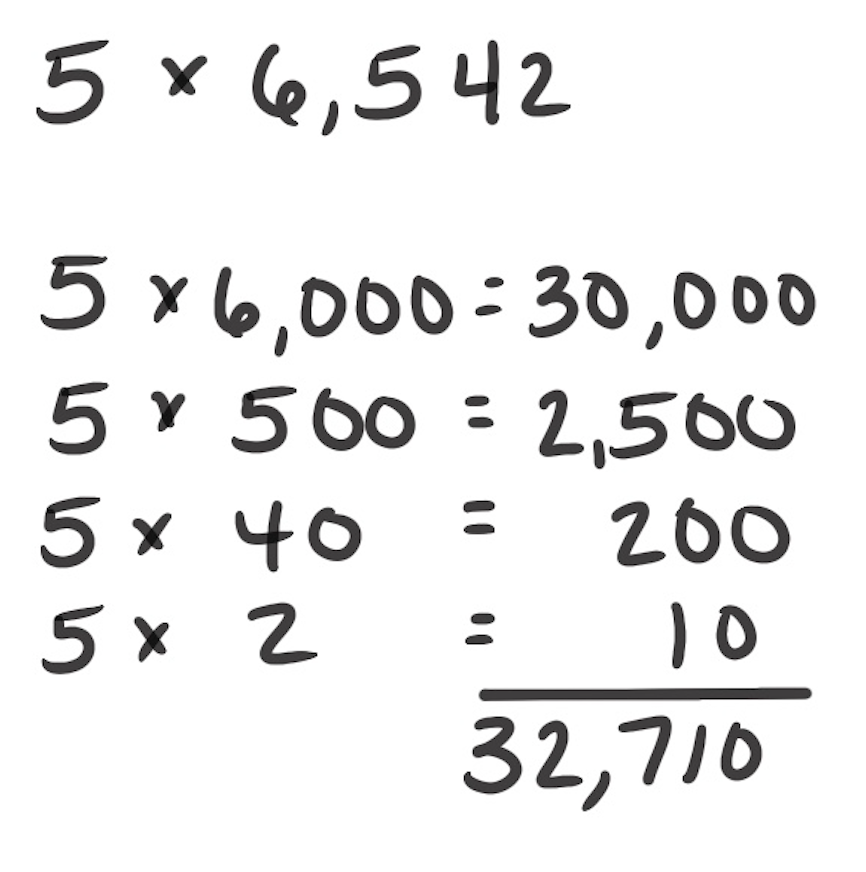 5 × 6,542
5 × 6,000 = 30,000
5 × 500 = 2,500
5 × 40 = 200
5 × 2 = 10
32,710